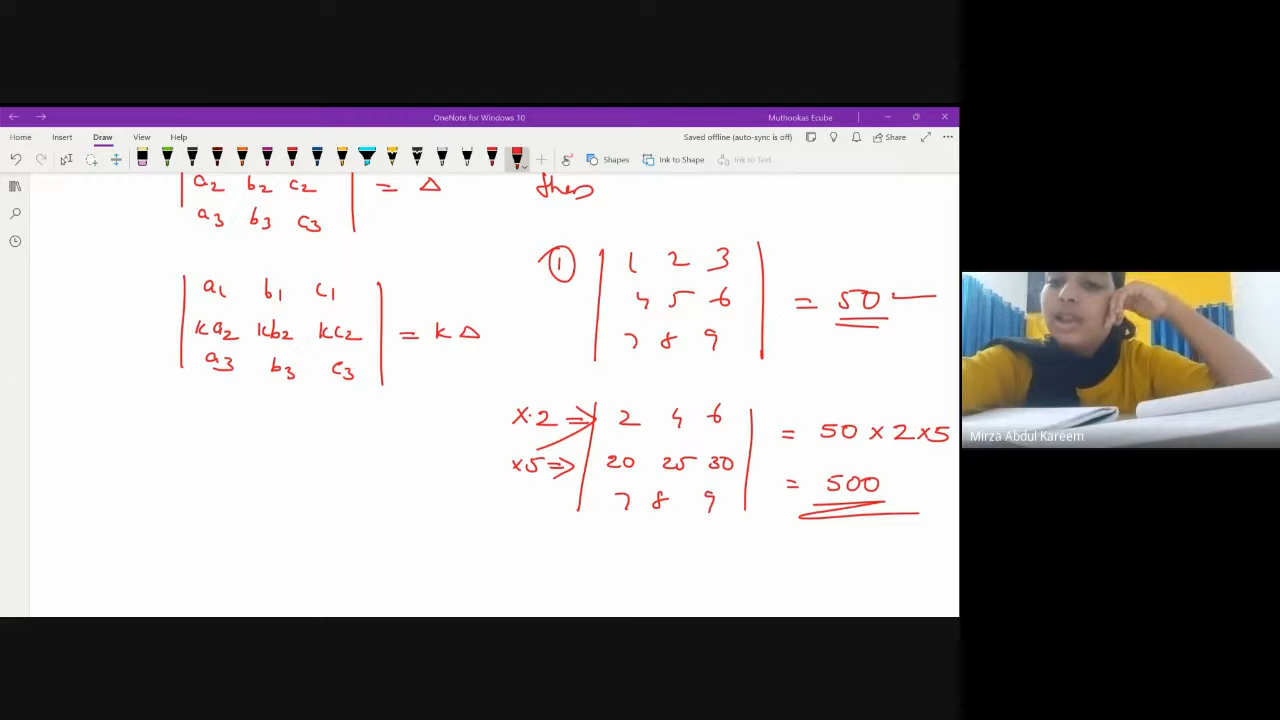 OneNote for Windows 10
Muthookas Ecube
Home Insert Draw View Help
Saved offline (auto-sync is off)
Share
Shapes
Ink to Shape
Ink to Text
a2 b2 c2 = Δ
a3 b3 c3
① 1 2 3
4 5 6 = 50
7 8 9
a1 b1 c1
ka2 kb2 kc2 = kΔ
a3 b3 c3
x.2 ⇒ 2 4 6
= 50 x 2 x 5
x5 ⇒ 20 25 30
7 8 9
= 500
Mirza Abdul Kareem